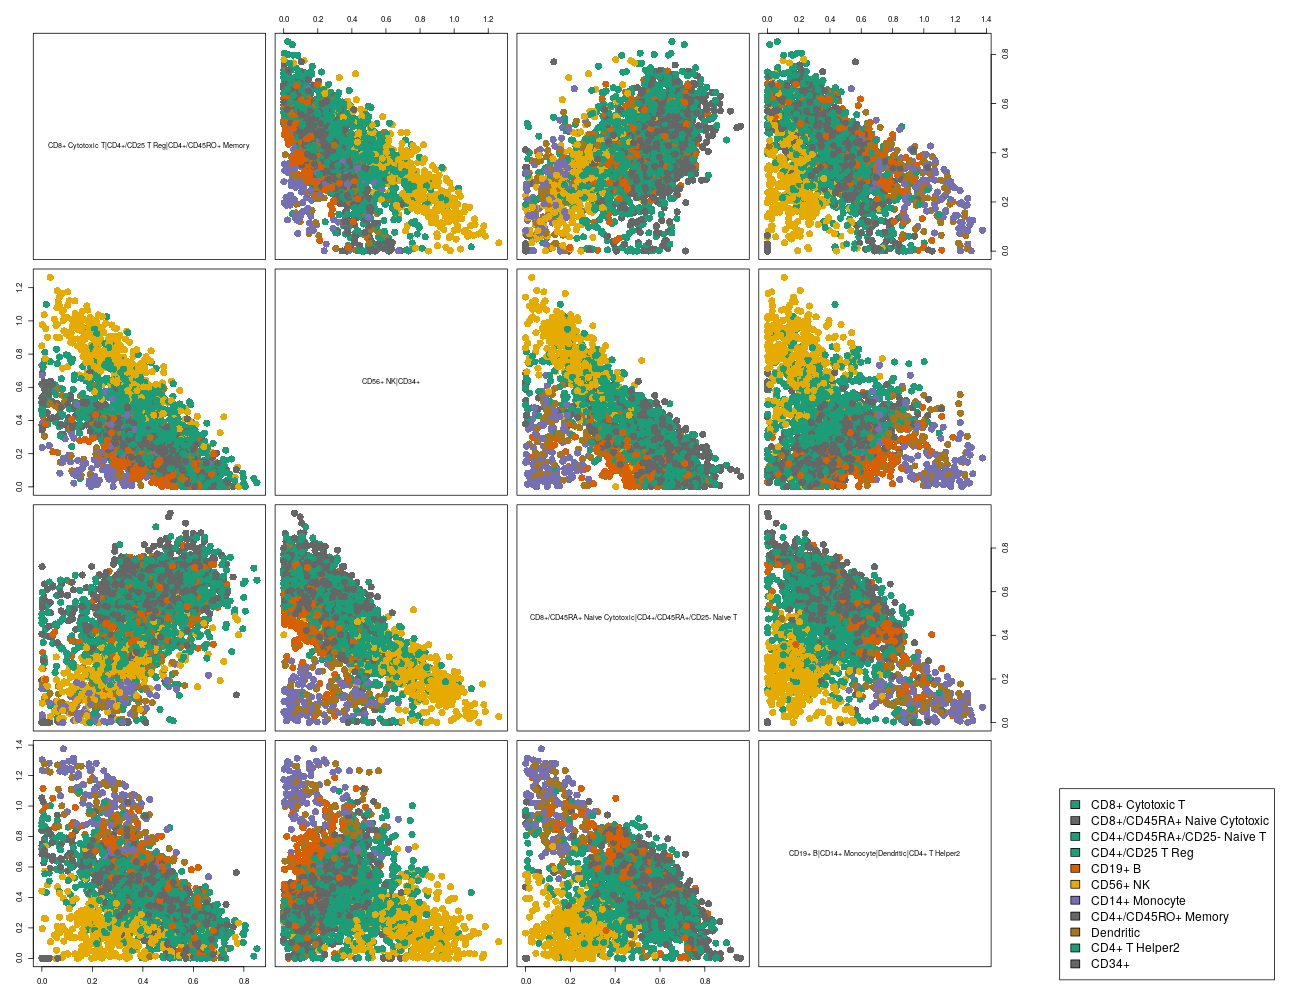 0.0 0.2 0.4 0.6 0.8 1.0 1.2
0.0 0.2 0.4 0.6 0.8 1.0 1.2 1.4
CD8+ Cytotoxic T|CD4+/CD25 T Reg|CD4+/CD45RO+ Memory
0.0 0.2 0.4 0.6 0.8
0.0 0.2 0.4 0.6 0.8 1.0 1.2
CD56+ NK|CD34+
CD8+/CD45RA+ Naive Cytotoxic|CD4+/CD45RA+/CD25- Naive T
0.0 0.2 0.4 0.6 0.8
0.0 0.2 0.4 0.6 0.8 1.0 1.2 1.4
CD19+ B|CD14+ Monocyte|Dendritic|CD4+ T Helper2
0.0 0.2 0.4 0.6 0.8
0.0 0.2 0.4 0.6 0.8
CD8+ Cytotoxic T
CD8+/CD45RA+ Naive Cytotoxic
CD4+/CD45RA+/CD25- Naive T
CD4+/CD25 T Reg
CD19+ B
CD56+ NK
CD14+ Monocyte
CD4+/CD45RO+ Memory
Dendritic
CD4+ T Helper2
CD34+